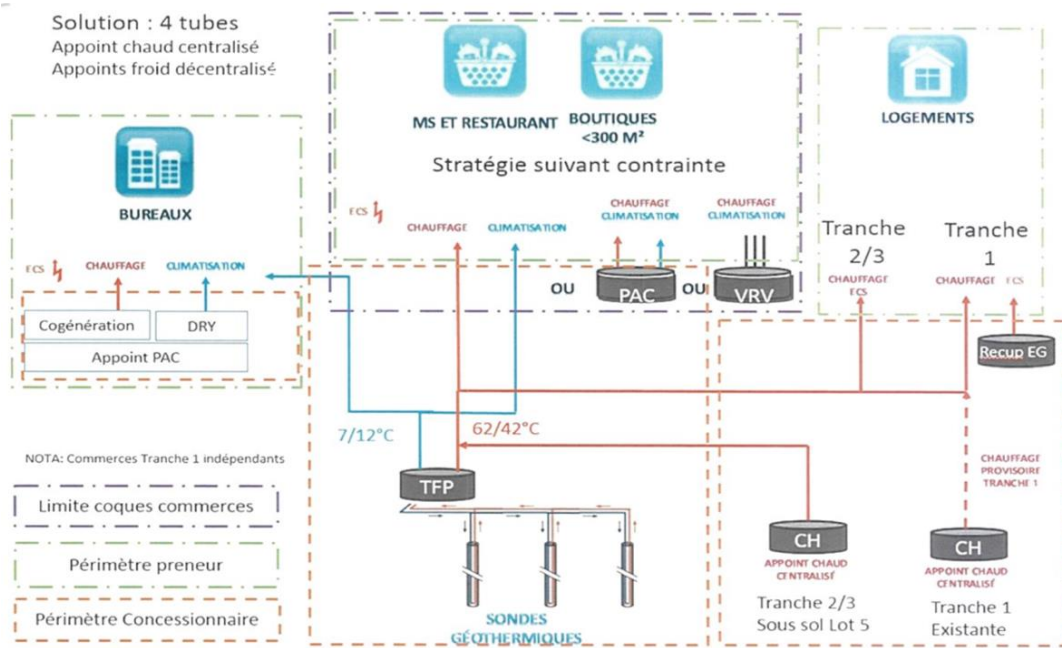 Solution : 4 tubes
Appoint chaud centralisé
Appoints froid décentralisé
BUREAUX
ECS
CHAUFFAGE
CLIMATISATION
Cogénération
DRY
Appoint PAC
MS ET RESTAURANT
BOUTIQUES
<300 M²
Stratégie suivant contrainte
ECS
CHAUFFAGE
CLIMATISATION
CHAUFFAGE
CLIMATISATION
CHAUFFAGE
CLIMATISATION
OU
PAC
OU
VRV
LOGEMENTS
Tranche
2/3
CHAUFFAGE
ECS
Tranche
1
CHAUFFAGE
ECS
Recup EG
7/12°C
62/42°C
TFP
SONDES
GÉOTHERMIQUES
CHAUFFAGE
PROVISOIRE
TRANCHE 1
CH
APPOINT CHAUD
CENTRALISÉ
Tranche 2/3
Sous sol Lot 5
CH
APPOINT CHAUD
CENTRALISÉ
Tranche 1
Existante
NOTA: Commerces Tranche 1 indépendants
Limite coques commerces
Périmètre preneur
Périmètre Concessionnaire